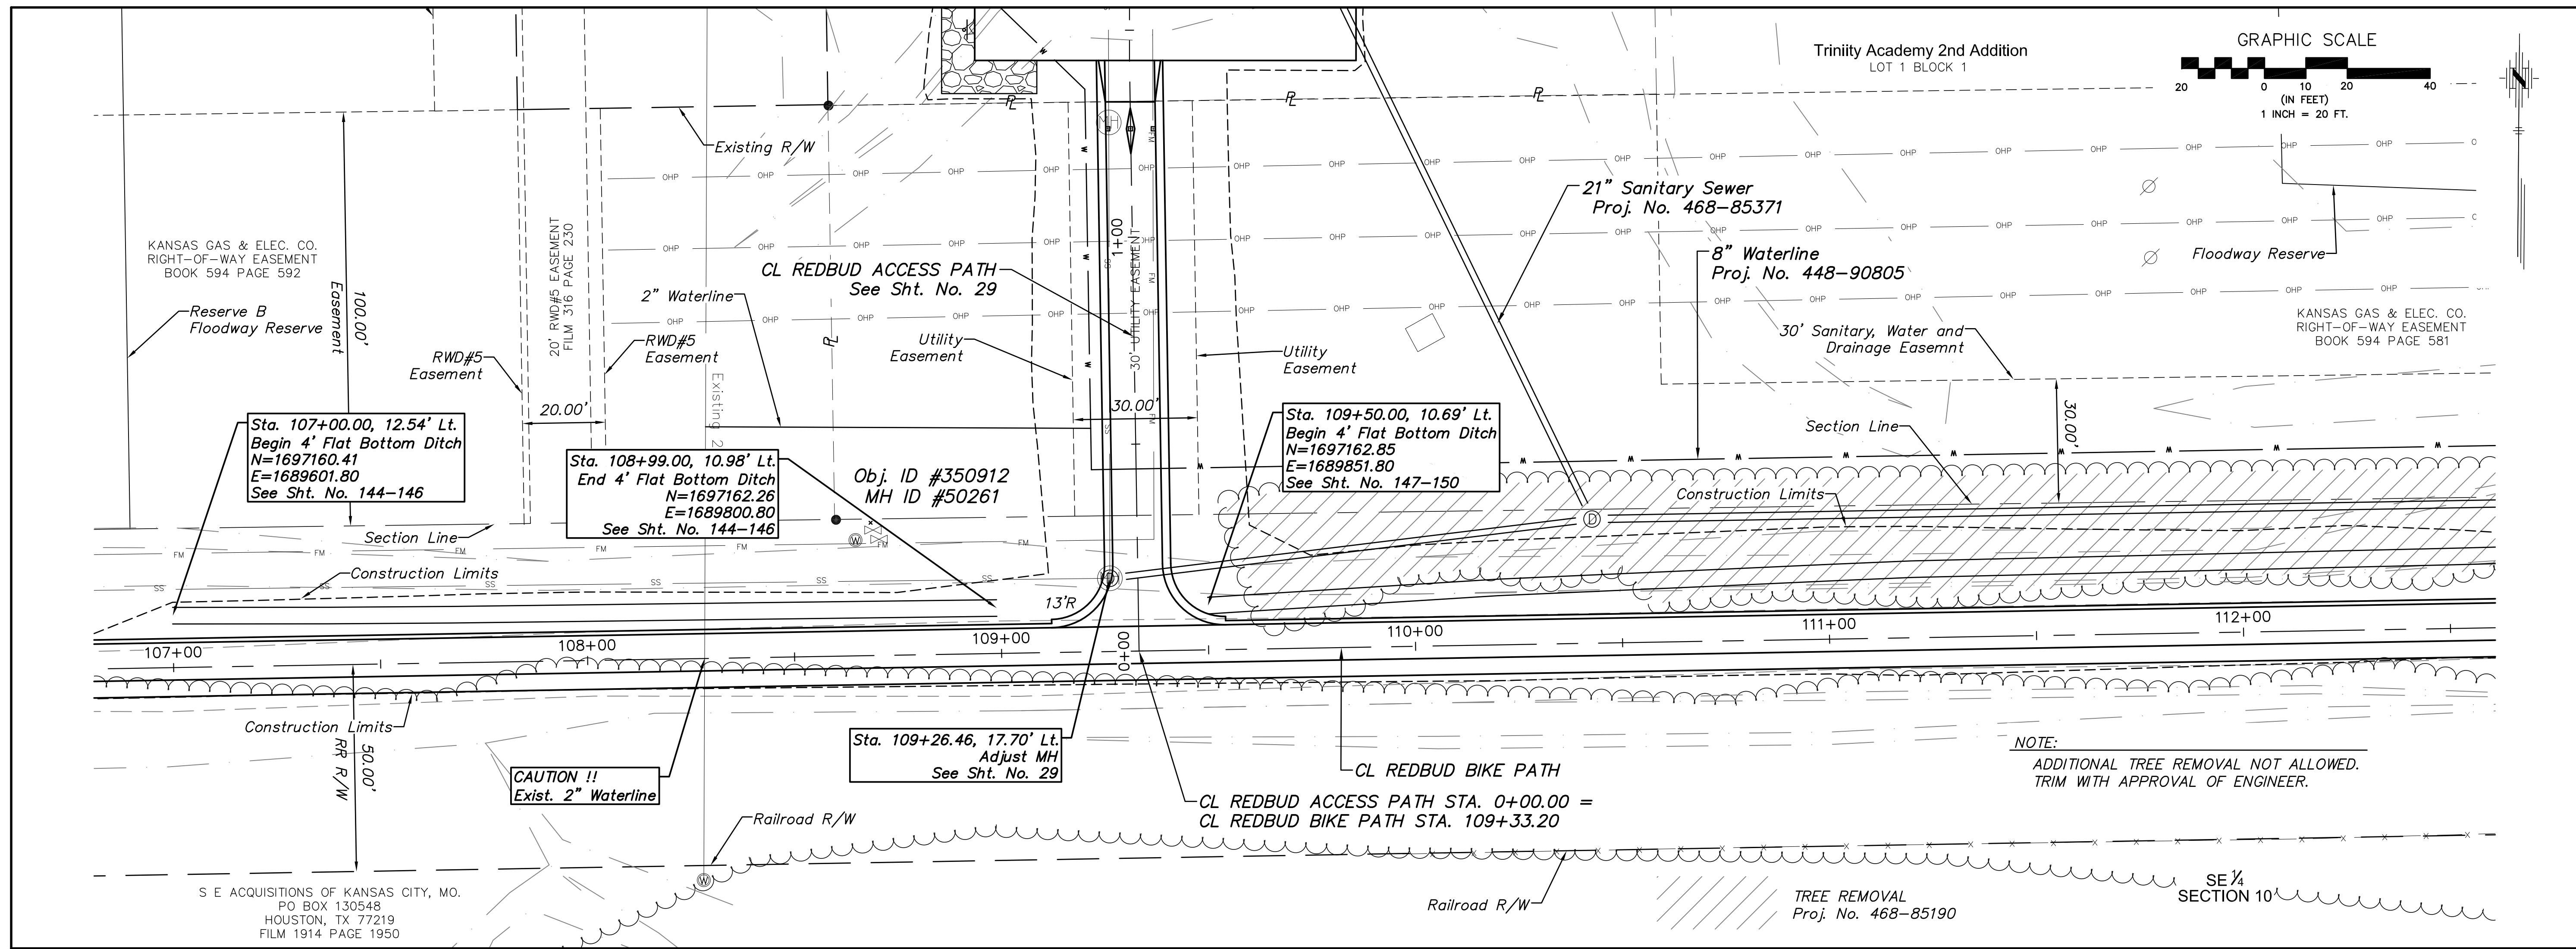 Triniity Academy 2nd Addition
LOT 1 BLOCK 1
GRAPHIC SCALE
20 0 10 20 40
(IN FEET)
1 INCH = 20 FT.
N
Existing R/W
KANSAS GAS & ELEC. CO.
RIGHT-OF-WAY EASEMENT
BOOK 594 PAGE 592
Reserve B
Floodway Reserve
100.00'
Easement
20' RWD#5 EASEMENT
FILM 316 PAGE 230
RWD#5
Easement
RWD#5
Easement
20.00'
2" Waterline
Existing 2
CL REDBUD ACCESS PATH
See Sht. No. 29
Utility
Easement
1+00
30' UTILITY EASEMENT
30.00'
Utility
Easement
21" Sanitary Sewer
Proj. No. 468-85371
8" Waterline
Proj. No. 448-90805
Floodway Reserve
KANSAS GAS & ELEC. CO.
RIGHT-OF-WAY EASEMENT
BOOK 594 PAGE 581
30' Sanitary, Water and
Drainage Easemnt
30.00'
Section Line
Construction Limits
Sta. 107+00.00, 12.54' Lt.
Begin 4' Flat Bottom Ditch
N=1697160.41
E=1689601.80
See Sht. No. 144-146
Sta. 108+99.00, 10.98' Lt.
End 4' Flat Bottom Ditch
N=1697162.26
E=1689800.80
See Sht. No. 144-146
Obj. ID #350912
MH ID #50261
Sta. 109+50.00, 10.69' Lt.
Begin 4' Flat Bottom Ditch
N=1697162.85
E=1689851.80
See Sht. No. 147-150
Section Line
Construction Limits
13'R
107+00
108+00
109+00
0+00
110+00
111+00
112+00
Construction Limits
50.00'
RR R/W
CAUTION !!
Exist. 2" Waterline
Sta. 109+26.46, 17.70' Lt.
Adjust MH
See Sht. No. 29
CL REDBUD BIKE PATH
CL REDBUD ACCESS PATH STA. 0+00.00 =
CL REDBUD BIKE PATH STA. 109+33.20
NOTE:
ADDITIONAL TREE REMOVAL NOT ALLOWED.
TRIM WITH APPROVAL OF ENGINEER.
Railroad R/W
S E ACQUISITIONS OF KANSAS CITY, MO.
PO BOX 130548
HOUSTON, TX 77219
FILM 1914 PAGE 1950
Railroad R/W
TREE REMOVAL
Proj. No. 468-85190
SE 1/4
SECTION 10